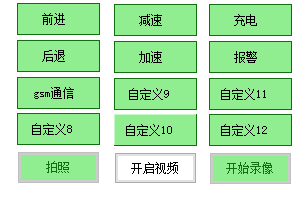 前进 减速 充电
后退 加速 报警
gsm通信 自定义9 自定义11
自定义8 自定义10 自定义12
拍照 开启视频 开始录像